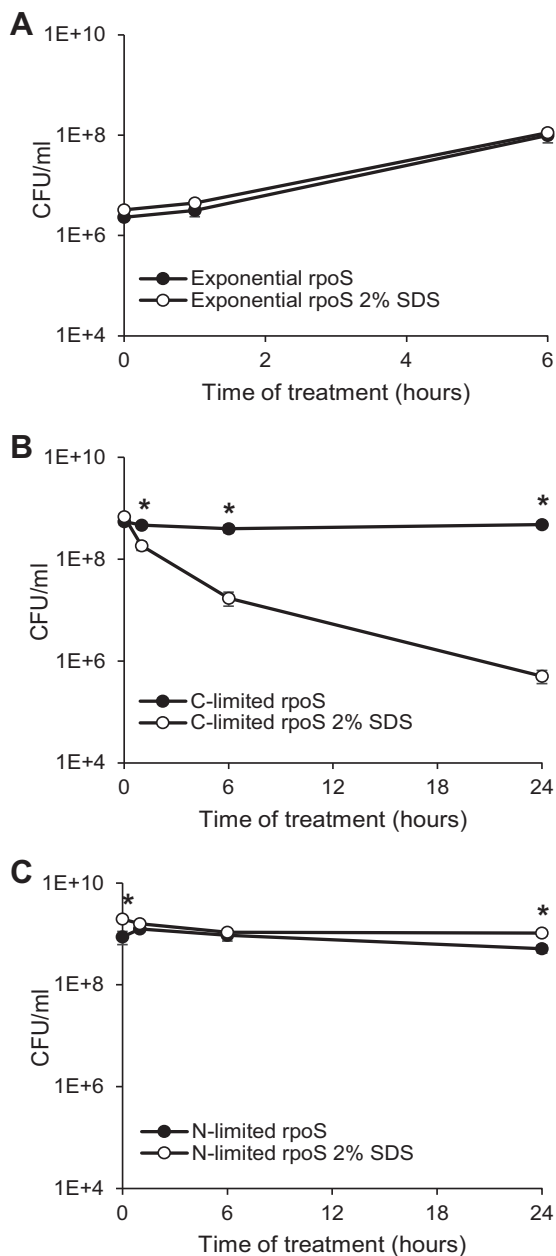 A
1E+10
1E+8
1E+6
1E+4
CFU/ml
Exponential rpoS
Exponential rpoS 2% SDS
0 2 4 6
Time of treatment (hours)
B
1E+10
1E+8
1E+6
1E+4
CFU/ml
* * *
C-limited rpoS
C-limited rpoS 2% SDS
0 6 12 18 24
Time of treatment (hours)
C
1E+10
1E+8
1E+6
1E+4
CFU/ml
* *
N-limited rpoS
N-limited rpoS 2% SDS
0 6 12 18 24
Time of treatment (hours)